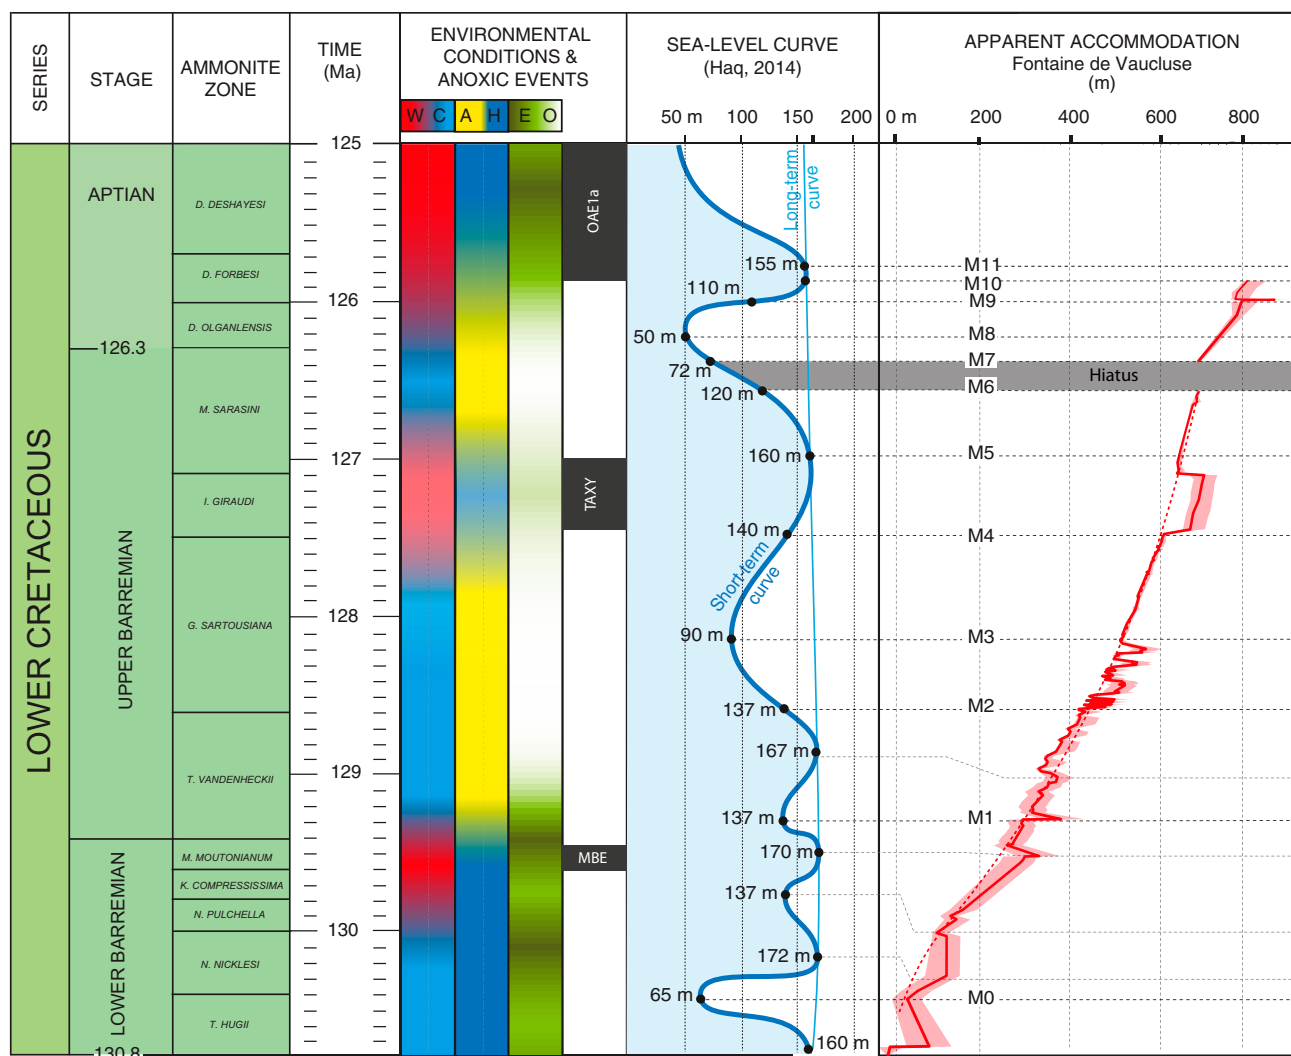 SERIES
STAGE
AMMONITE
ZONE
TIME
(Ma)
ENVIRONMENTAL
CONDITIONS &
ANOXIC EVENTS
W C A H E O
SEA-LEVEL CURVE
(Haq, 2014)
50 m 100 150 200
APPARENT ACCOMMODATION
Fontaine de Vaucluse
(m)
0 m 200 400 600 800
LOWER CRETACEOUS
APTIAN
126.3
UPPER BARREMIAN
LOWER BARREMIAN
130.8
D. DESHAYESI
D. FORBESI
D. OLGANLENSIS
M. SARASINI
I. GIRAUDI
G. SARTOUSIANA
T. VANDENHECKII
M. MOUTONIANUM
K. COMPRESSISSIMA
N. PULCHELLA
N. NICKLESI
T. HUGII
125
126
127
128
129
130
OAE1a
TAXY
MBE
Long-term
curve
Short-term
curve
155 m
110 m
50 m
72 m
120 m
160 m
140 m
90 m
137 m
167 m
137 m
170 m
137 m
172 m
65 m
160 m
M11
M10
M9
M8
M7
Hiatus
M6
M5
M4
M3
M2
M1
M0